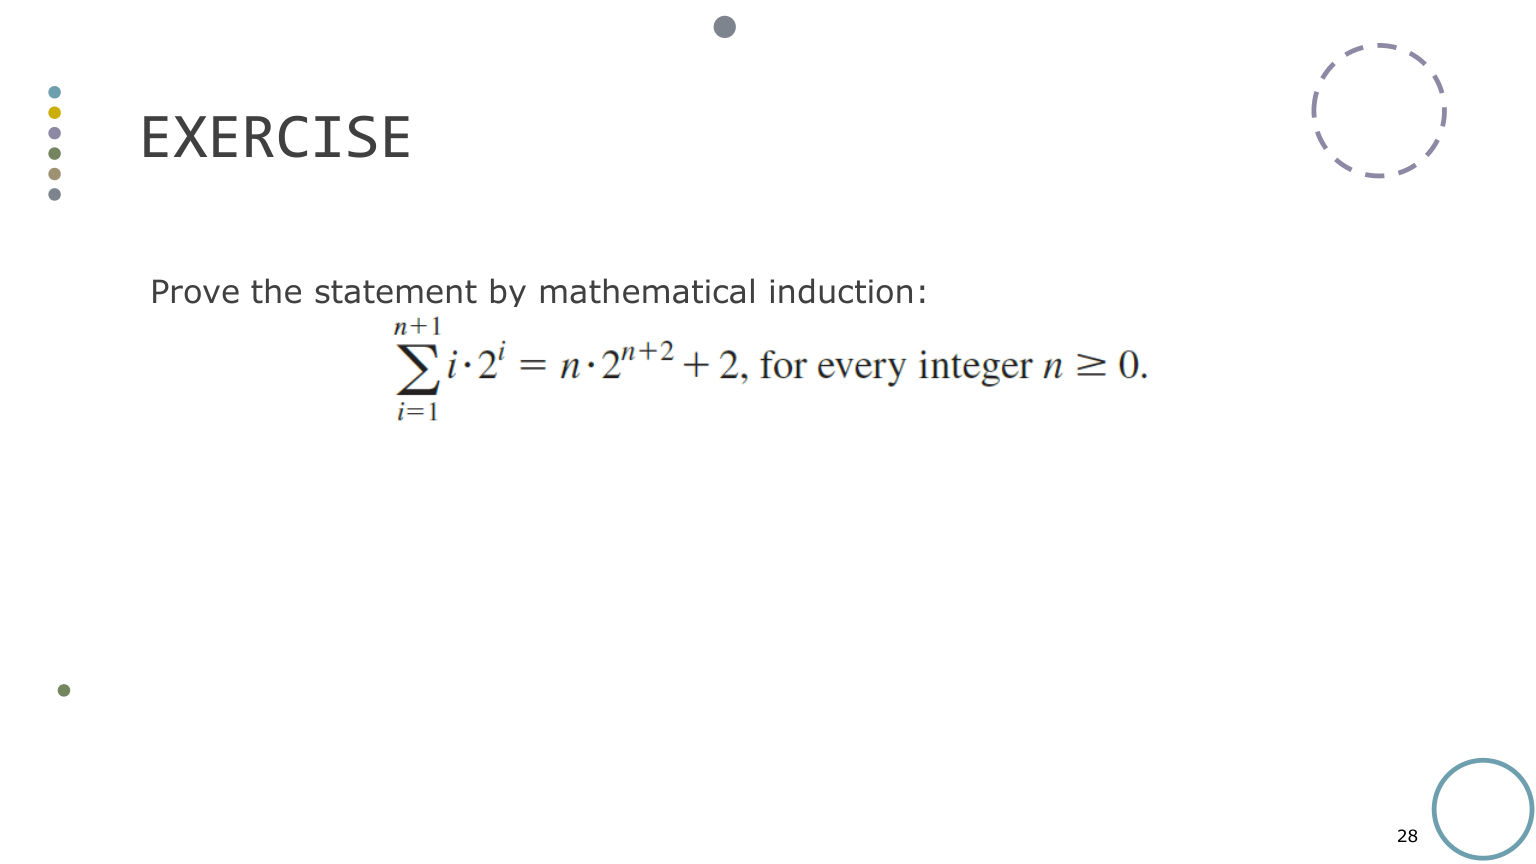 EXERCISE
Prove the statement by mathematical induction:
n+1
∑ i·2^i = n·2^{n+2} + 2, for every integer n ≥ 0.
i=1
28